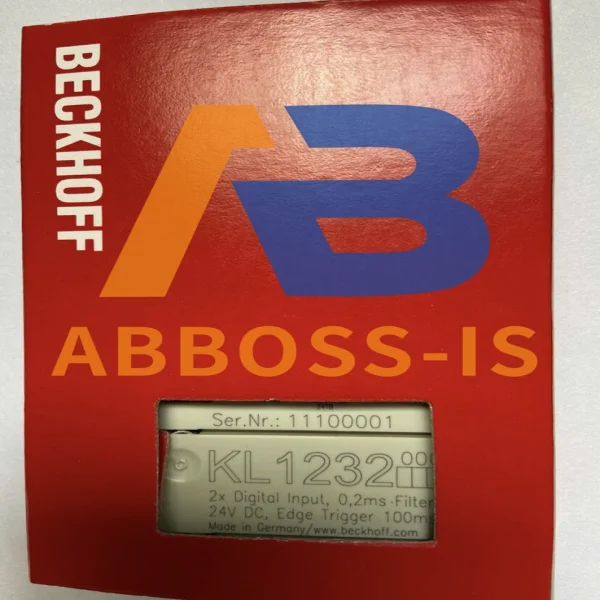 BECKHOFF
AB
ABBOSS-IS
Ser.Nr.: 11100001
KL1232
2x Digital Input, 0,2ms-Filter
24V DC, Edge Trigger 100m
Made in Germany/www.beckhoff.com